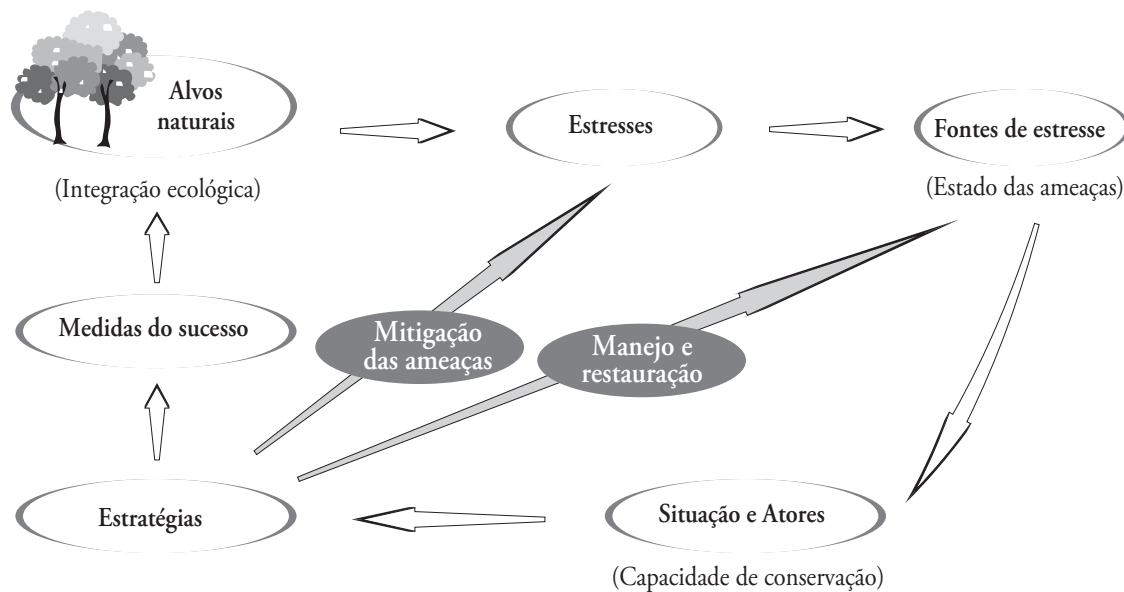 Alvos
naturais
Estresses
Fontes de estresse
(Integração ecológica)
(Estado das ameaças)
Medidas do sucesso
Mitigação
das ameaças
Manejo e
restauração
Estratégias
Situação e Atores
(Capacidade de conservação)